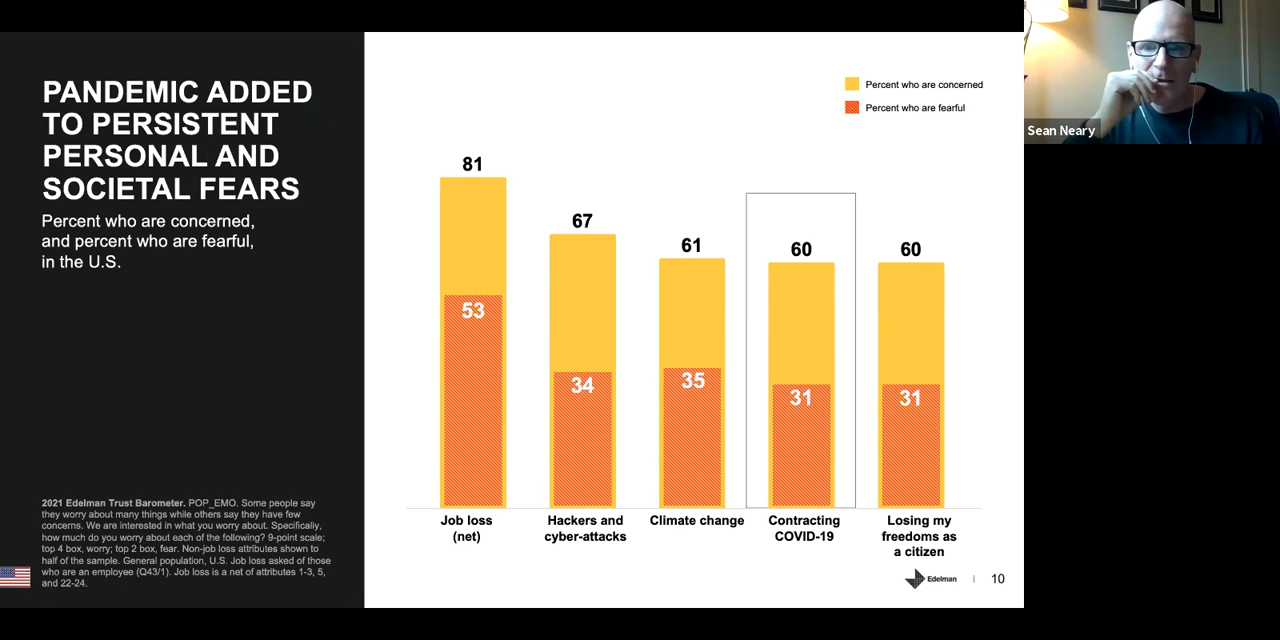 PANDEMIC ADDED
TO PERSISTENT
PERSONAL AND
SOCIETAL FEARS
Percent who are concerned,
and percent who are fearful,
in the U.S.
2021 Edelman Trust Barometer. POP_EMO. Some people say
they worry about many things while others say they have few
concerns. We are interested in what you worry about. Specifically,
how much do you worry about each of the following? 9-point scale;
top 4 box, worry; top 2 box, fear. Non-job loss attributes shown to
half of the sample. General population, U.S. Job loss asked of those
who are an employee (Q43/1). Job loss is a net of attributes 1-3, 5,
and 22-24.
Percent who are concerned
Percent who are fearful
81
67
61
60
60
53
34
35
31
31
Job loss
(net)
Hackers and
cyber-attacks
Climate change
Contracting
COVID-19
Losing my
freedoms as
a citizen
Edelman | 10
Sean Neary